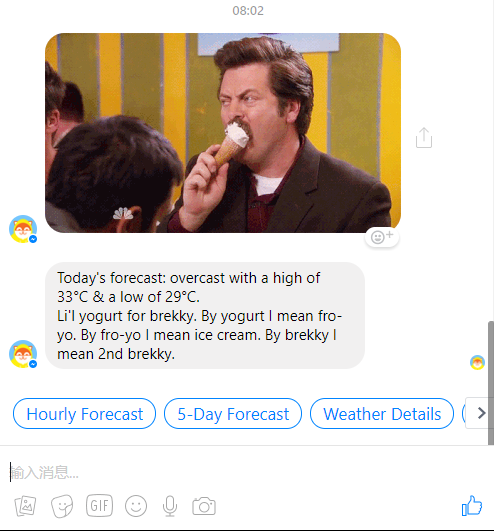 08:02
Today's forecast: overcast with a high of
33°C & a low of 29°C.
Li'l yogurt for brekky. By yogurt I mean fro-
yo. By fro-yo I mean ice cream. By brekky I
mean 2nd brekky.
Hourly Forecast
5-Day Forecast
Weather Details
输入消息...
GIF